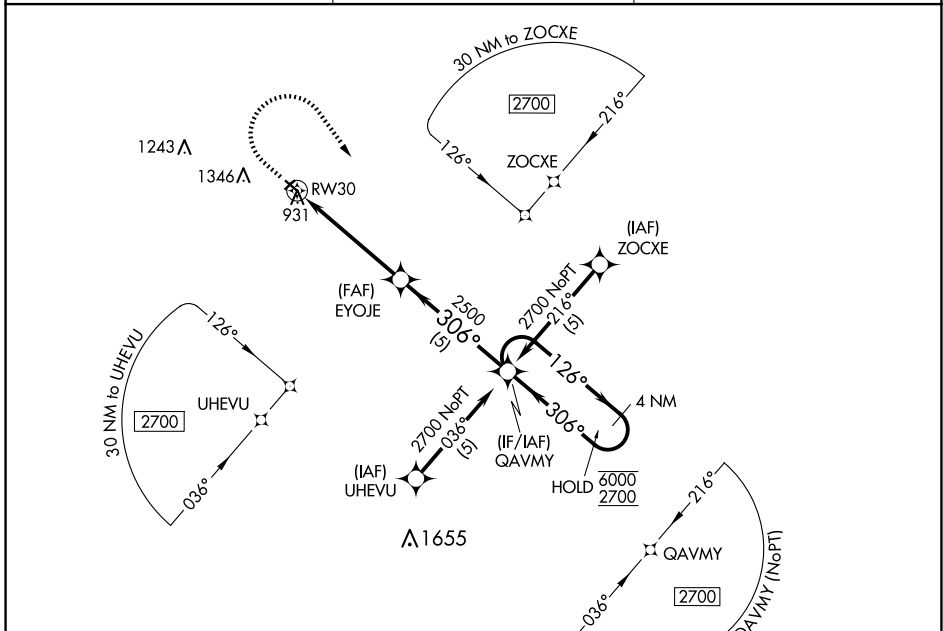 30 NM to ZOCXE
2700
216°
126°
ZOCXE
1243
1346
RW30
931
(IAF)
ZOCXE
(FAF)
EYOJE
2700 NoPT
216°
(5)
2500
306°
(5)
126°
30 NM to UHEVU
126°
UHEVU
2700
036°
2700 NoPT
036°
(5)
306°
4 NM
(IF/IAF)
QAVMY
(IAF)
UHEVU
HOLD 6000
2700
1655
216°
QAVMY
036°
2700
QAVMY (NoPT)